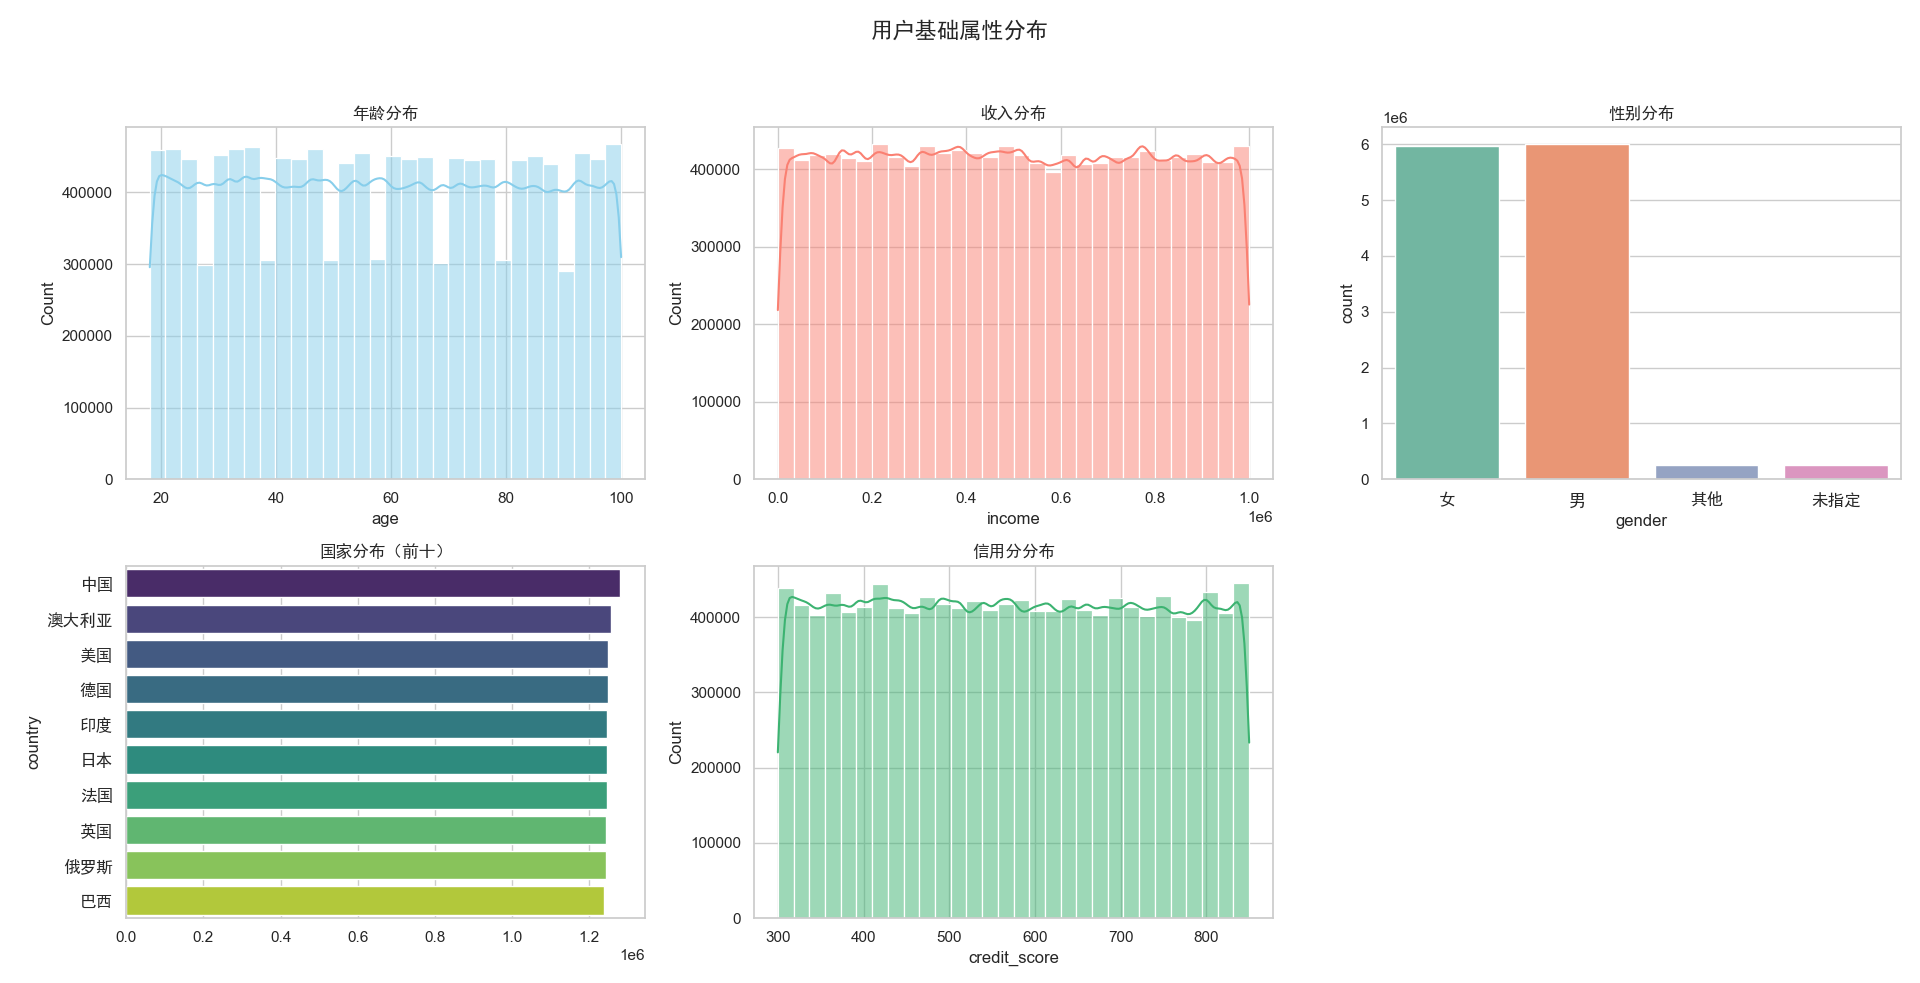 用户基础属性分布
年龄分布
400000
300000
200000
100000
0
Count
20 40 60 80 100
age
收入分布
400000
300000
200000
100000
0
Count
0.0 0.2 0.4 0.6 0.8 1.0
1e6
income
性别分布
1e6
6
5
4
3
2
1
0
count
女 男 其他 未指定
gender
国家分布（前十）
中国
澳大利亚
美国
德国
印度
日本
法国
英国
俄罗斯
巴西
country
0.0 0.2 0.4 0.6 0.8 1.0 1.2
1e6
信用分分布
400000
300000
200000
100000
0
Count
300 400 500 600 700 800
credit_score